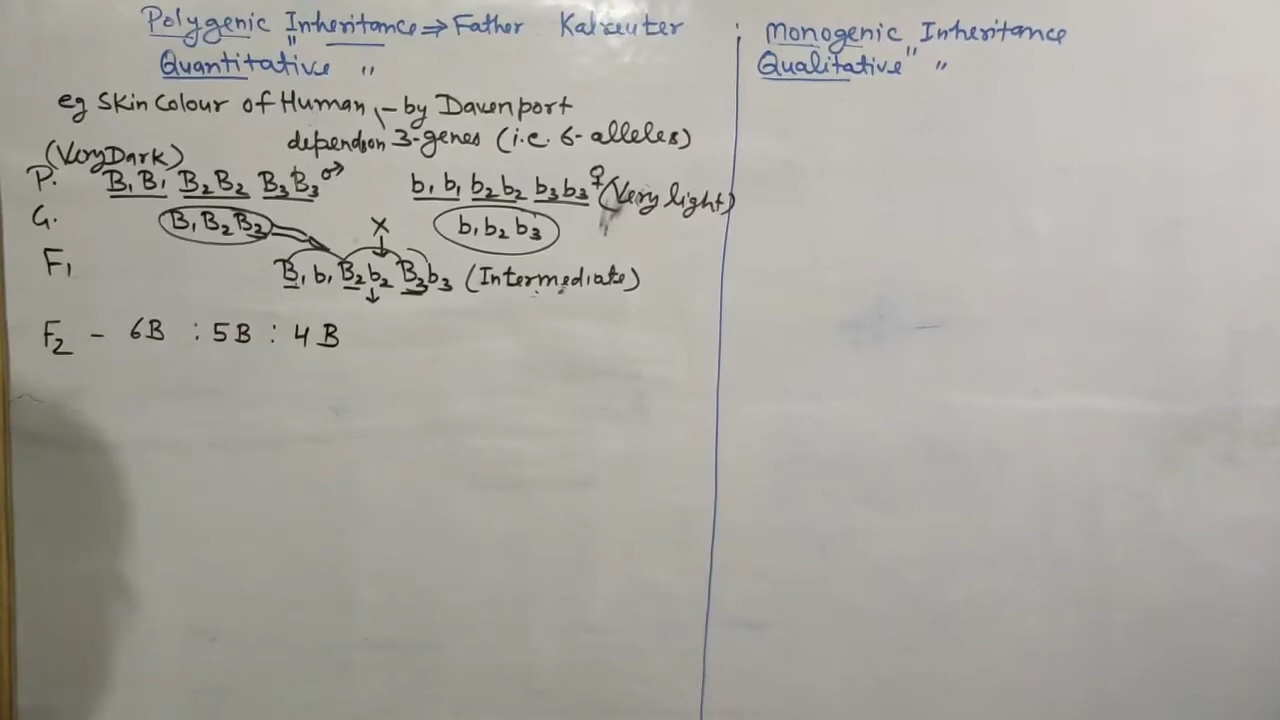 Polygenic Inheritance ⇒ Father Kalreuter
Quantitative "
"
eg Skin Colour of Human, - by Davenport
depends on 3-genes (i.e. 6-alleles)
(Very Dark)
P. B₁B₁ B₂B₂ B₃B₃ ♂ b₁b₁ b₂b₂ b₃b₃ ♀ (Very light)
G. B₁B₂B₂ X b₁b₂b₃
F₁ B₁b₁ B₂b₂ B₃b₃ (Intermediate)
F₂ - 6B : 5B : 4B
: Monogenic Inheritance
Qualitative " "